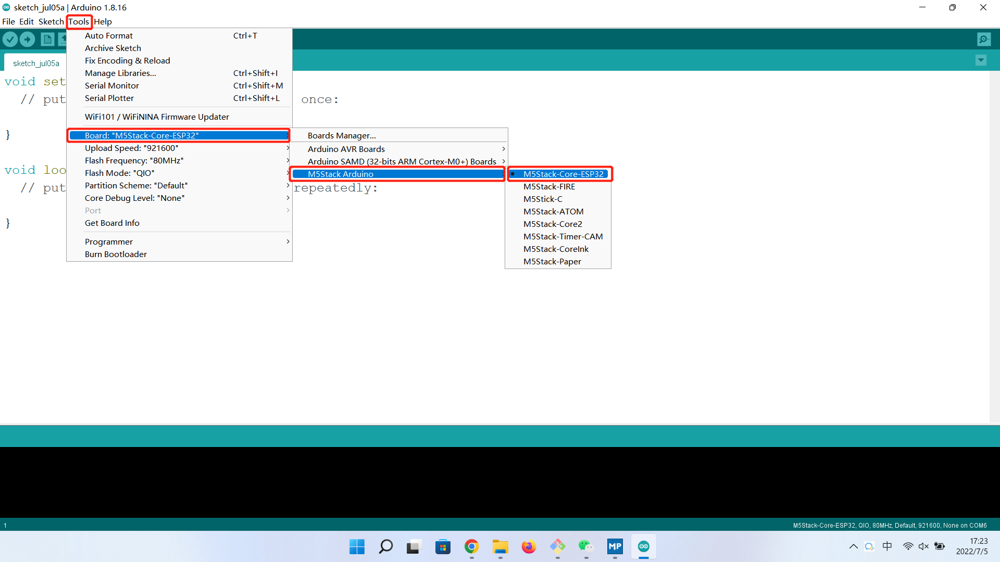 sketch_jul05a | Arduino 1.8.16
File Edit Sketch Tools Help
Auto Format Ctrl+T
Archive Sketch
Fix Encoding & Reload
Manage Libraries... Ctrl+Shift+I
Serial Monitor Ctrl+Shift+M
Serial Plotter Ctrl+Shift+L
WiFi101 / WiFiNINA Firmware Updater
Board: "M5Stack-Core-ESP32"
Upload Speed: "921600"
Flash Frequency: "80MHz"
Flash Mode: "QIO"
Partition Scheme: "Default"
Core Debug Level: "None"
Port
Get Board Info
Programmer
Burn Bootloader
Boards Manager...
Arduino AVR Boards
Arduino SAMD (32-bits ARM Cortex-M0+) Boards
M5Stack Arduino
M5Stack-Core-ESP32
M5Stack-FIRE
M5Stick-C
M5Stack-ATOM
M5Stack-Core2
M5Stack-Timer-CAM
M5Stack-CoreInk
M5Stack-Paper
sketch_jul05a
void set
// put once:
}
void loo
// put repeatedly:
}
1 M5Stack-Core-ESP32, QIO, 80MHz, Default, 921600, None on COM6
MP
中
17:23
2022/7/5